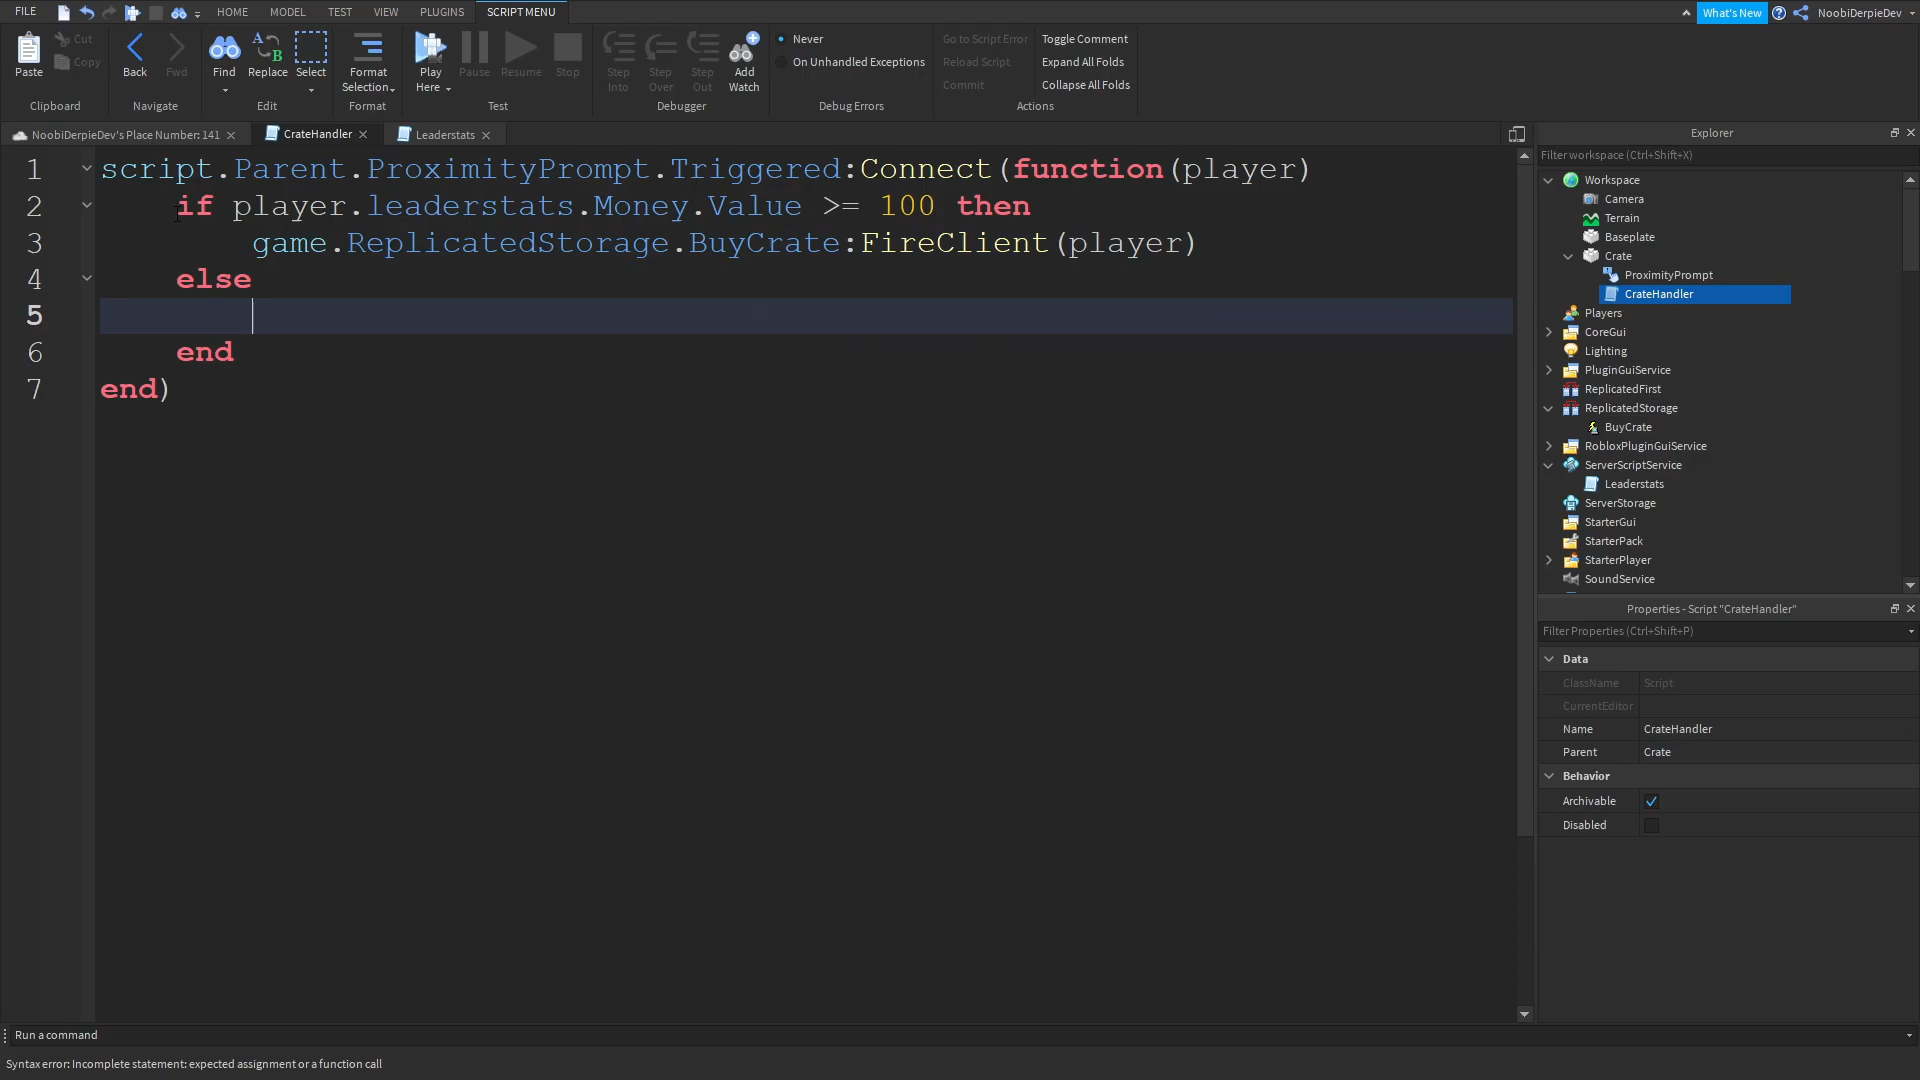 FILE HOME MODEL TEST VIEW PLUGINS SCRIPT MENU What's New NoobiDerpieDev
Paste Cut Copy Back Fwd Find Replace Select Format Selection Play Here Pause Resume Stop Step Into Step Over Step Out Add Watch
Never
On Unhandled Exceptions
Go to Script Error Toggle Comment
Reload Script Expand All Folds
Commit Collapse All Folds
Clipboard Navigate Edit Format Test Debugger Debug Errors Actions
NoobiDerpieDev's Place Number: 141 CrateHandler Leaderstats
1 script.Parent.ProximityPrompt.Triggered:Connect(function(player)
2 if player.leaderstats.Money.Value >= 100 then
3 game.ReplicatedStorage.BuyCrate:FireClient(player)
4 else
5
6 end
7 end)
Explorer
Filter workspace (Ctrl+Shift+X)
Workspace
Camera
Terrain
Baseplate
Crate
ProximityPrompt
CrateHandler
Players
CoreGui
Lighting
PluginGuiService
ReplicatedFirst
ReplicatedStorage
BuyCrate
RobloxPluginGuiService
ServerScriptService
Leaderstats
ServerStorage
StarterGui
StarterPack
StarterPlayer
SoundService
Properties - Script "CrateHandler"
Filter Properties (Ctrl+Shift+P)
Data
ClassName Script
CurrentEditor
Name CrateHandler
Parent Crate
Behavior
Archivable
Disabled
Run a command
Syntax error: Incomplete statement: expected assignment or a function call